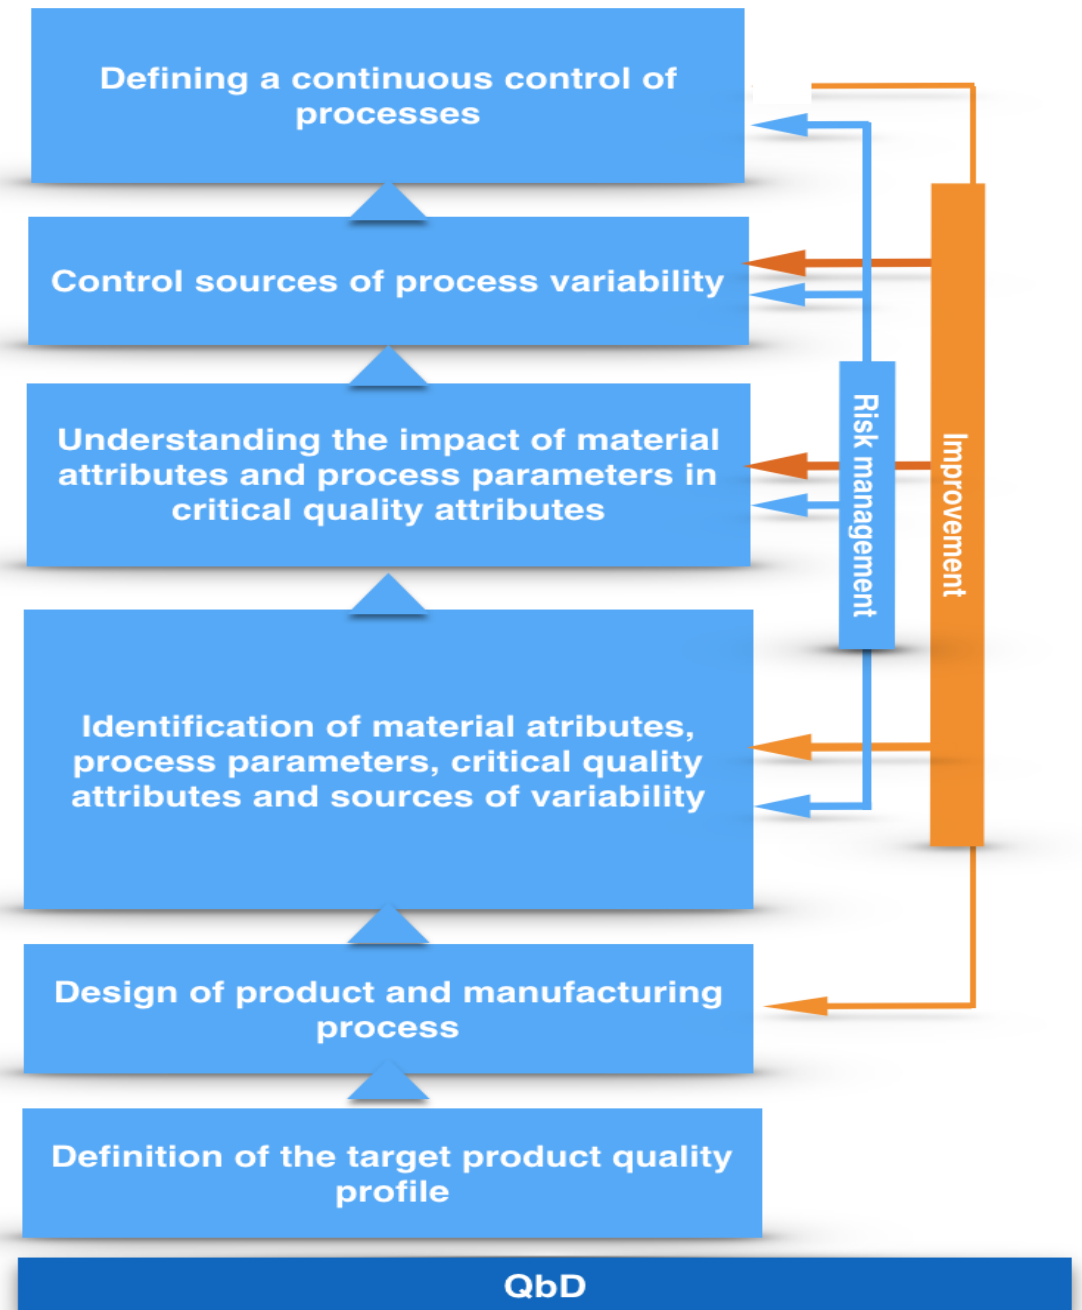 Defining a continuous control of
processes
Control sources of process variability
Understanding the impact of material
attributes and process parameters in
critical quality attributes
Risk management
Improvement
Identification of material atributes,
process parameters, critical quality
attributes and sources of variability
Design of product and manufacturing
process
Definition of the target product quality
profile
QbD